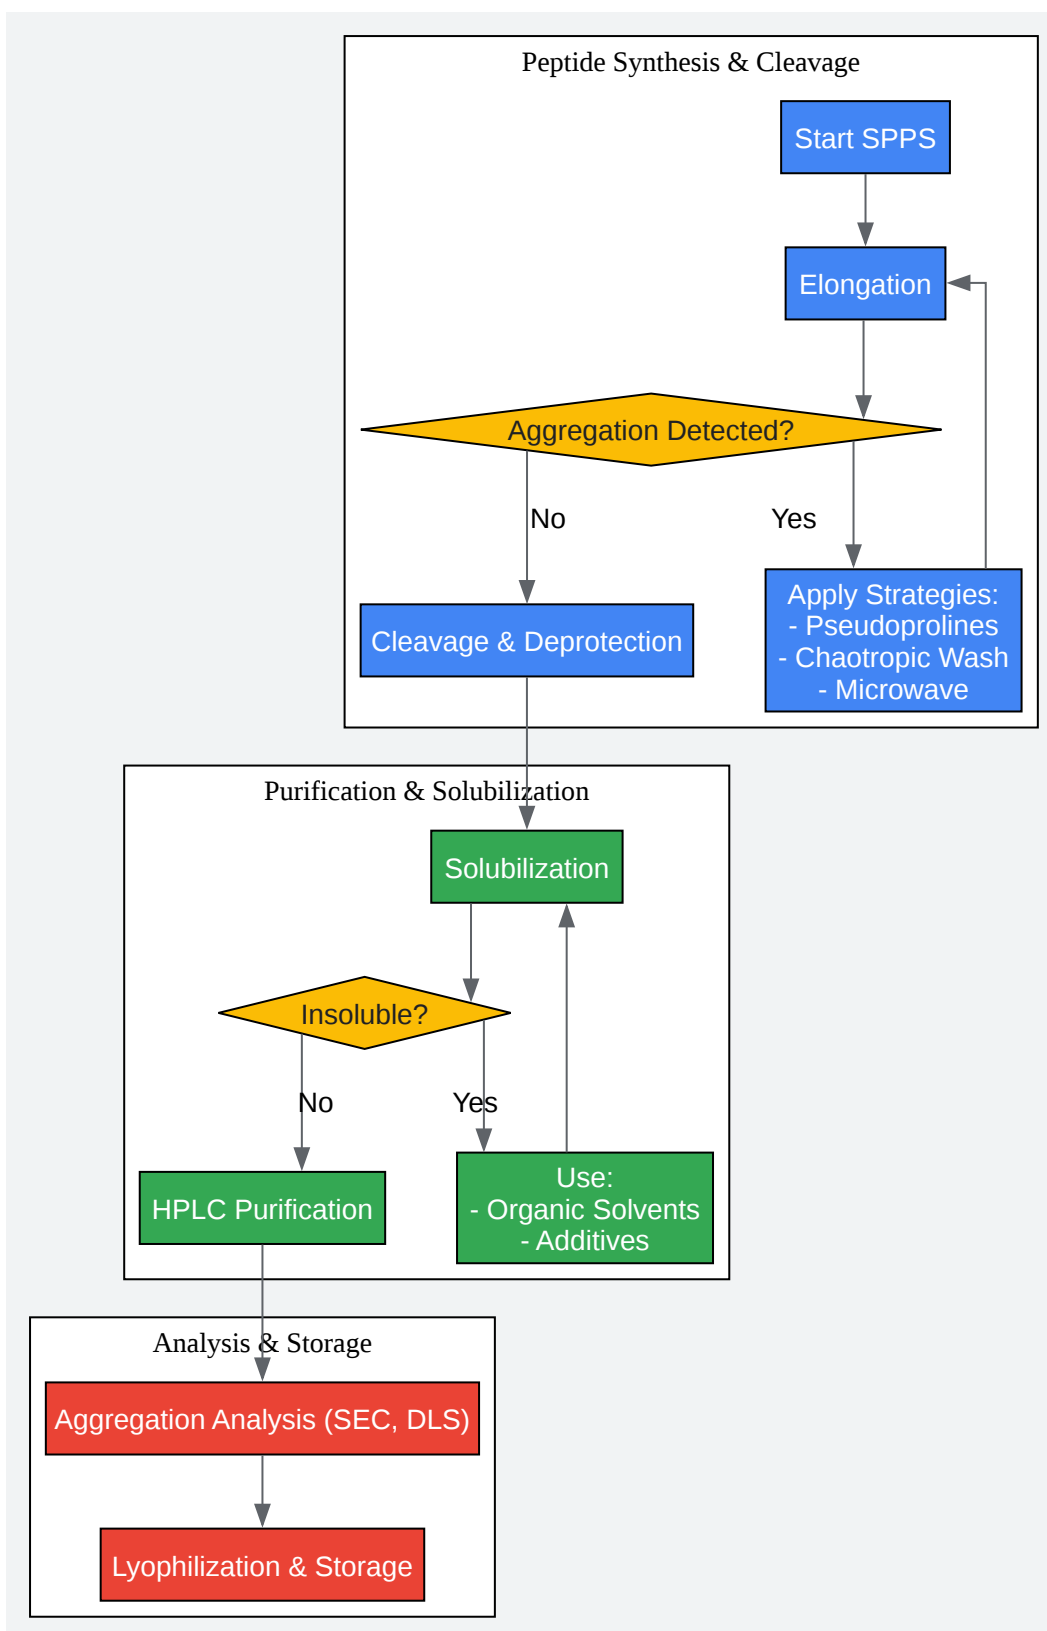 Peptide Synthesis & Cleavage
Start SPPS
Elongation
Aggregation Detected?
No
Yes
Cleavage & Deprotection
Apply Strategies:
- Pseudoprolines
- Chaotropic Wash
- Microwave
Purification & Solubilization
Solubilization
Insoluble?
No
Yes
HPLC Purification
Use:
- Organic Solvents
- Additives
Analysis & Storage
Aggregation Analysis (SEC, DLS)
Lyophilization & Storage